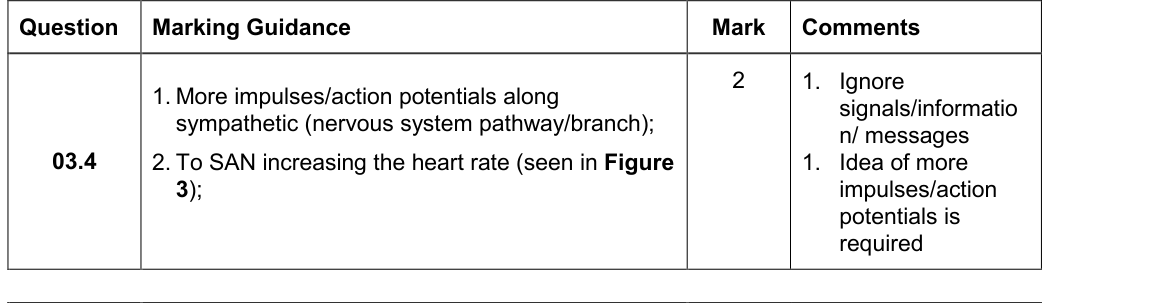 Question Marking Guidance Mark Comments
03.4
1. More impulses/action potentials along
sympathetic (nervous system pathway/branch);
2. To SAN increasing the heart rate (seen in Figure
3);
2
1. Ignore
signals/informatio
n/ messages
1. Idea of more
impulses/action
potentials is
required